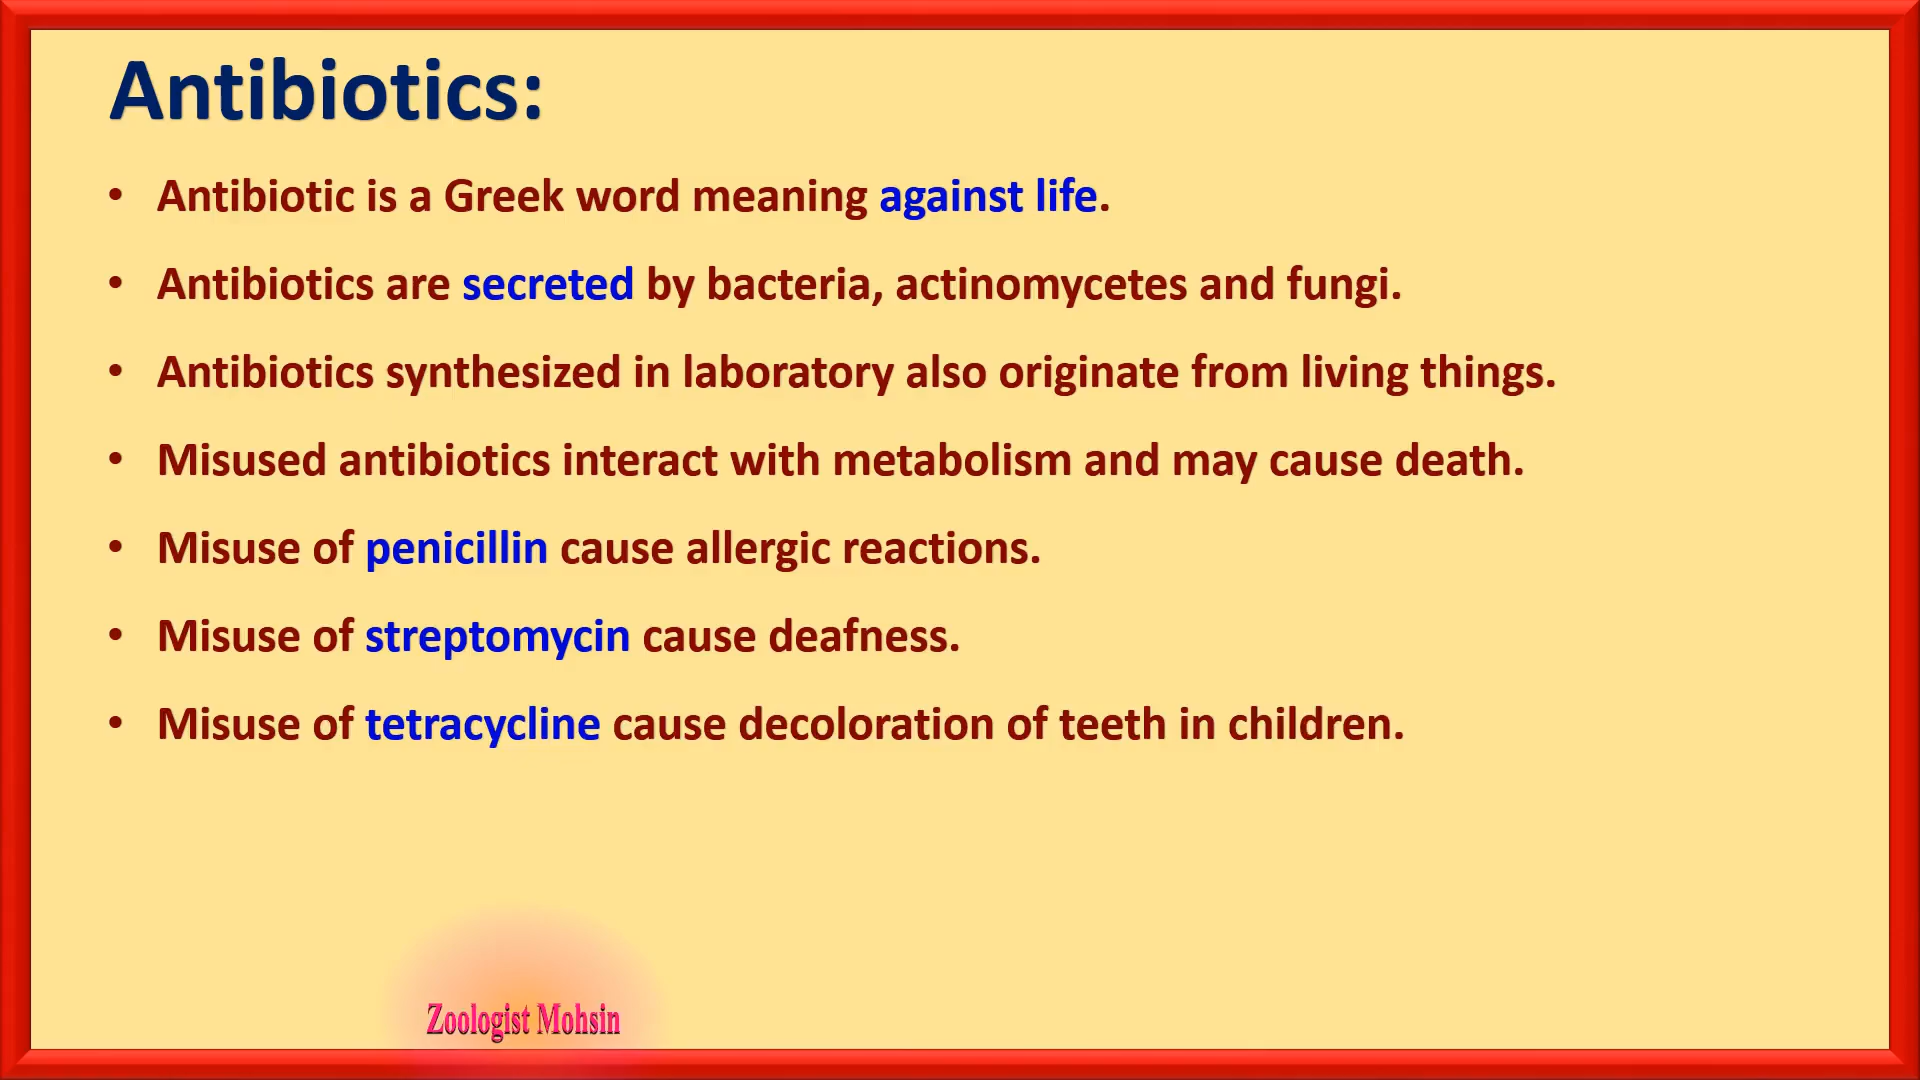 Antibiotics:
• Antibiotic is a Greek word meaning against life.
• Antibiotics are secreted by bacteria, actinomycetes and fungi.
• Antibiotics synthesized in laboratory also originate from living things.
• Misused antibiotics interact with metabolism and may cause death.
• Misuse of penicillin cause allergic reactions.
• Misuse of streptomycin cause deafness.
• Misuse of tetracycline cause decoloration of teeth in children.
Zoologist Mohsin